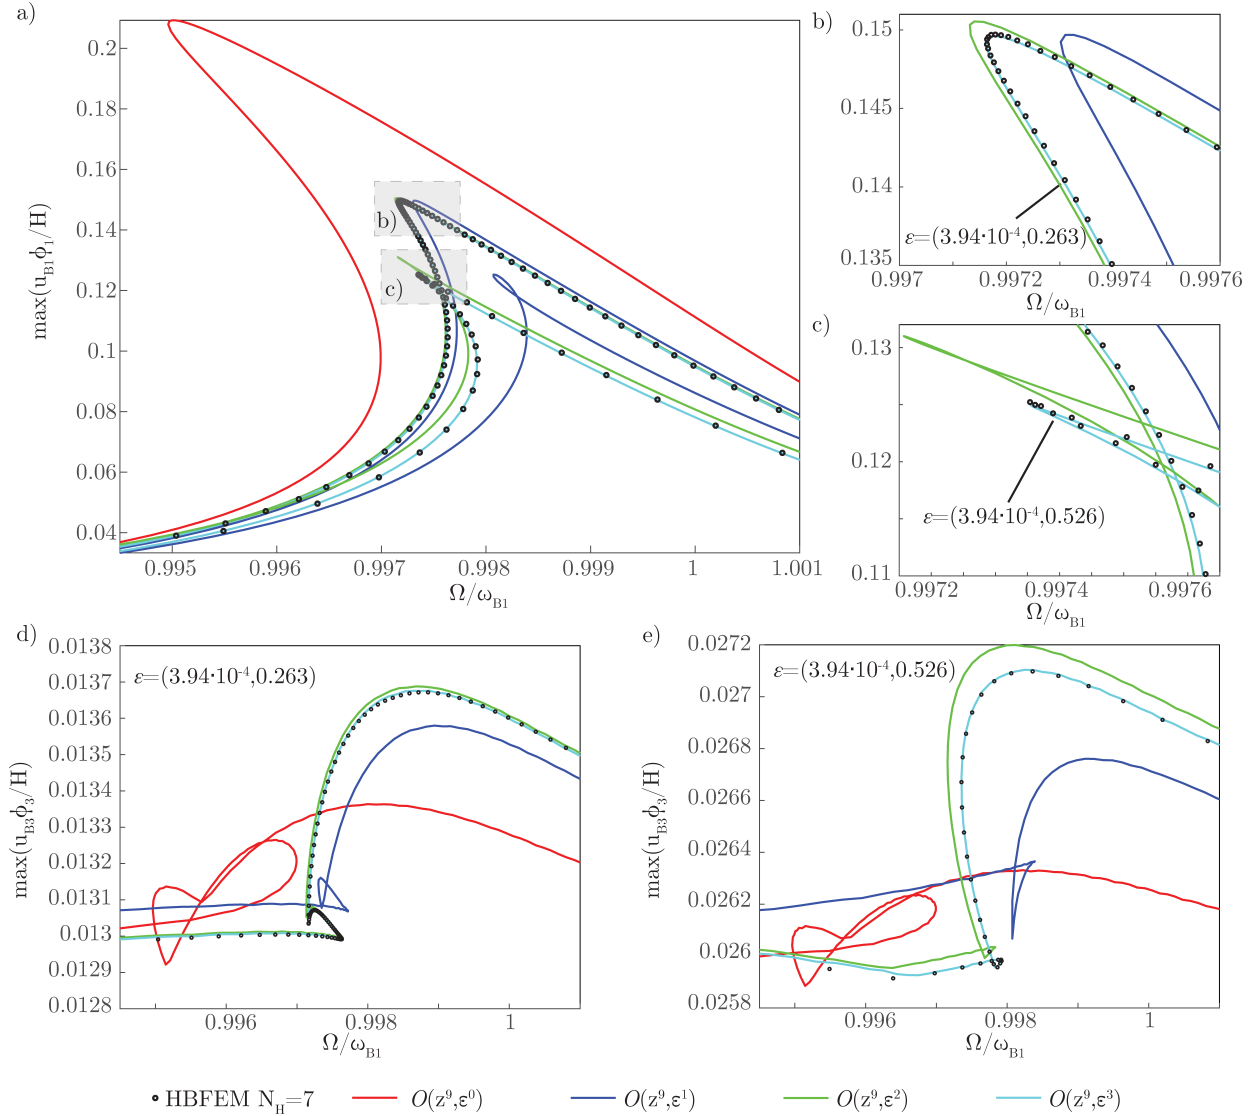 a)
max(u_B1 ϕ_1/H)
0.2
0.18
0.16
0.14
0.12
0.1
0.08
0.06
0.04
b)
c)
0.995
0.996
0.997
0.998
0.999
1
1.001
Ω/ω_B1
b)
0.15
0.145
0.14
0.135
ε=(3.94·10^-4,0.263)
0.997
0.9972
0.9974
0.9976
Ω/ω_B1
c)
0.13
0.12
0.11
ε=(3.94·10^-4,0.526)
0.9972
0.9974
0.9976
Ω/ω_B1
d)
max(u_B3 ϕ_3/H)
0.0138
0.0137
0.0136
0.0135
0.0134
0.0133
0.0132
0.0131
0.013
0.0129
0.0128
ε=(3.94·10^-4,0.263)
0.996
0.998
1
Ω/ω_B1
e)
max(u_B3 ϕ_3/H)
0.0272
0.027
0.0268
0.0266
0.0264
0.0262
0.026
0.0258
ε=(3.94·10^-4,0.526)
0.996
0.998
1
Ω/ω_B1
HBFEM N_H=7
O(z^9,ε^0)
O(z^9,ε^1)
O(z^9,ε^2)
O(z^9,ε^3)